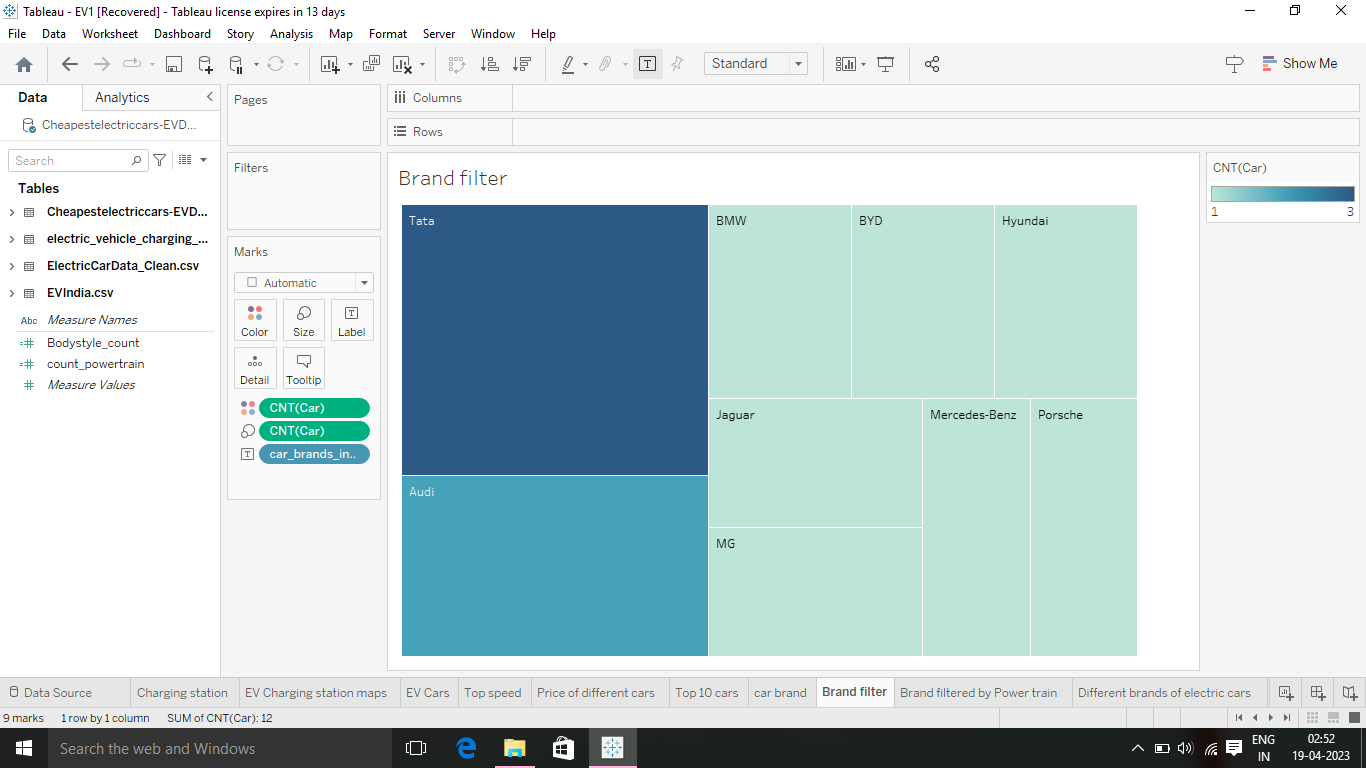 Tableau - EV1 [Recovered] - Tableau license expires in 13 days
File Data Worksheet Dashboard Story Analysis Map Format Server Window Help
Standard
Show Me
Data Analytics
Cheapestelectriccars-EVD...
Search
Tables
Cheapestelectriccars-EVD...
electric_vehicle_charging_...
ElectricCarData_Clean.csv
EVIndia.csv
Abc Measure Names
Bodystyle_count
count_powertrain
Measure Values
Pages
Filters
Marks
Automatic
Color Size Label
Detail Tooltip
CNT(Car)
CNT(Car)
car_brands_in..
Columns
Rows
Brand filter
Tata
BMW
BYD
Hyundai
Audi
Jaguar
Mercedes-Benz
Porsche
MG
CNT(Car)
1 3
Data Source Charging station EV Charging station maps EV Cars Top speed Price of different cars Top 10 cars car brand Brand filter Brand filtered by Power train Different brands of electric cars
9 marks 1 row by 1 column SUM of CNT(Car): 12
Search the web and Windows
ENG
IN
02:52
19-04-2023